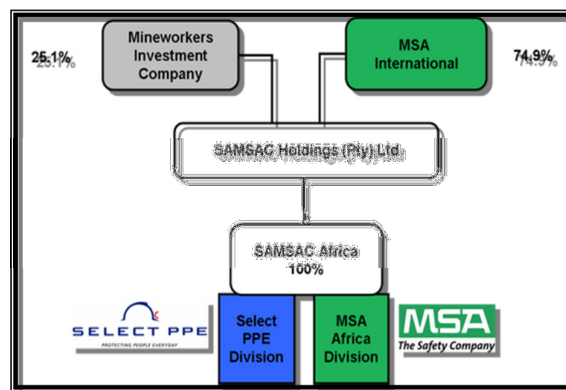 25.1%
Mineworkers
Investment
Company
MSA
International
74.9%
SAMSAC Holdings (Pty) Ltd
SAMSAC Africa
100%
SELECT PPE
PROTECTING PEOPLE EVERYDAY
Select
PPE
Division
MSA
Africa
Division
MSA
The Safety Company